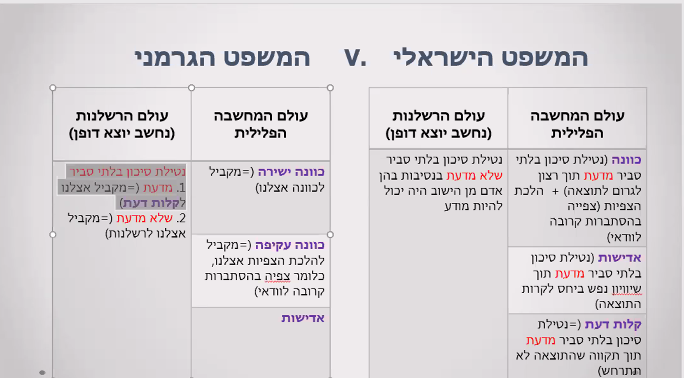 המשפט הישראלי .V המשפט הגרמני
עולם המחשבה
הפלילית
עולם הרשלנות
(נחשב יוצא דופן)
כוונה (נטילת סיכון בלתי
סביר מדעת תוך רצון
לגרום לתוצאה) + הלכת
הצפיות (צפייה
בהסתברות קרובה
לוודאי)
אדישות (נטילת סיכון
בלתי סביר מדעת תוך
שיוויון נפש ביחס לקרות
התוצאה)
קלות דעת (=נטילת
סיכון בלתי סביר מדעת
תוך תקווה שהתוצאה לא
תתרחש)
נטילת סיכון בלתי סביר
שלא מדעת בנסיבות בהן
אדם מן הישוב היה יכול
להיות מודע
עולם המחשבה
הפלילית
עולם הרשלנות
(נחשב יוצא דופן)
כוונה ישירה (=מקביל
לכוונה אצלנו)
כוונה עקיפה (=מקביל
להלכת הצפיות אצלנו,
כלומר צפיה בהסתברות
קרובה לוודאי)
אדישות
נטילת סיכון בלתי סביר
1. מדעת (=מקביל אצלנו
לקלות דעת)
2. שלא מדעת (=מקביל
אצלנו לרשלנות)